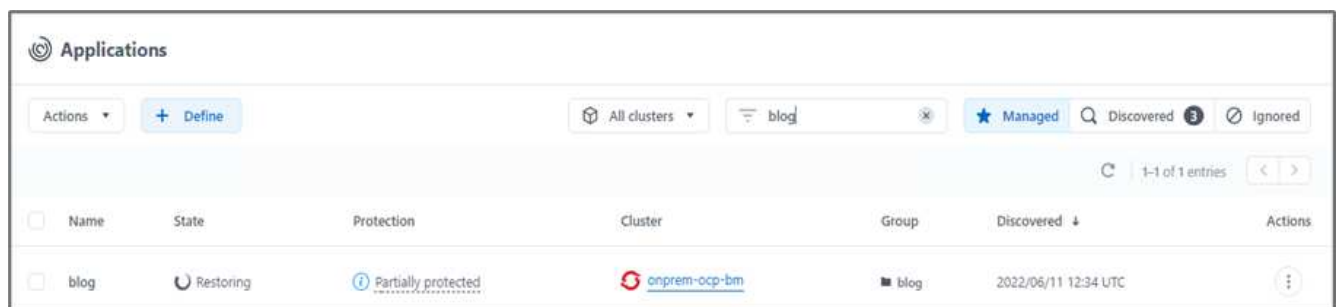 Applications
Actions + Define All clusters blog Managed Discovered 3 Ignored
1-1 of 1 entries
Name State Protection Cluster Group Discovered ↓ Actions
blog Restoring Partially protected onprem-ocp-bm blog 2022/06/11 12:34 UTC